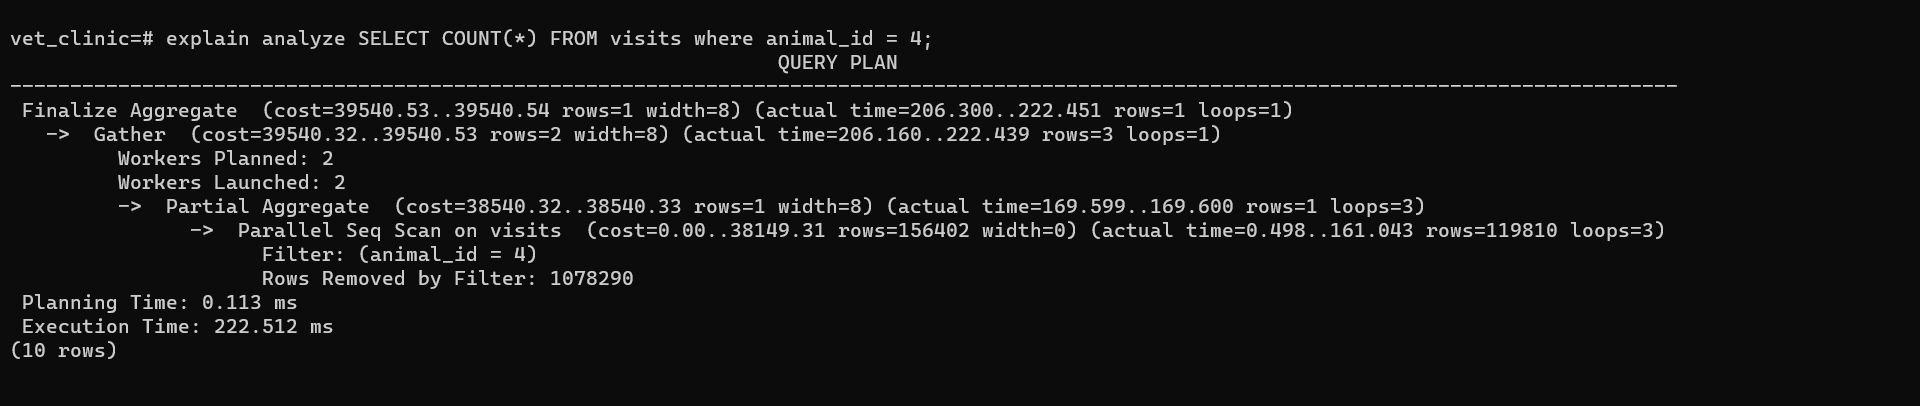 vet_clinic=# explain analyze SELECT COUNT(*) FROM visits where animal_id = 4;
QUERY PLAN
-------------------------------------------------------------------------------------------------------------------------------------------
Finalize Aggregate  (cost=39540.53..39540.54 rows=1 width=8) (actual time=206.300..222.451 rows=1 loops=1)
->  Gather  (cost=39540.32..39540.53 rows=2 width=8) (actual time=206.160..222.439 rows=3 loops=1)
Workers Planned: 2
Workers Launched: 2
->  Partial Aggregate  (cost=38540.32..38540.33 rows=1 width=8) (actual time=169.599..169.600 rows=1 loops=3)
->  Parallel Seq Scan on visits  (cost=0.00..38149.31 rows=156402 width=0) (actual time=0.498..161.043 rows=119810 loops=3)
Filter: (animal_id = 4)
Rows Removed by Filter: 1078290
Planning Time: 0.113 ms
Execution Time: 222.512 ms
(10 rows)